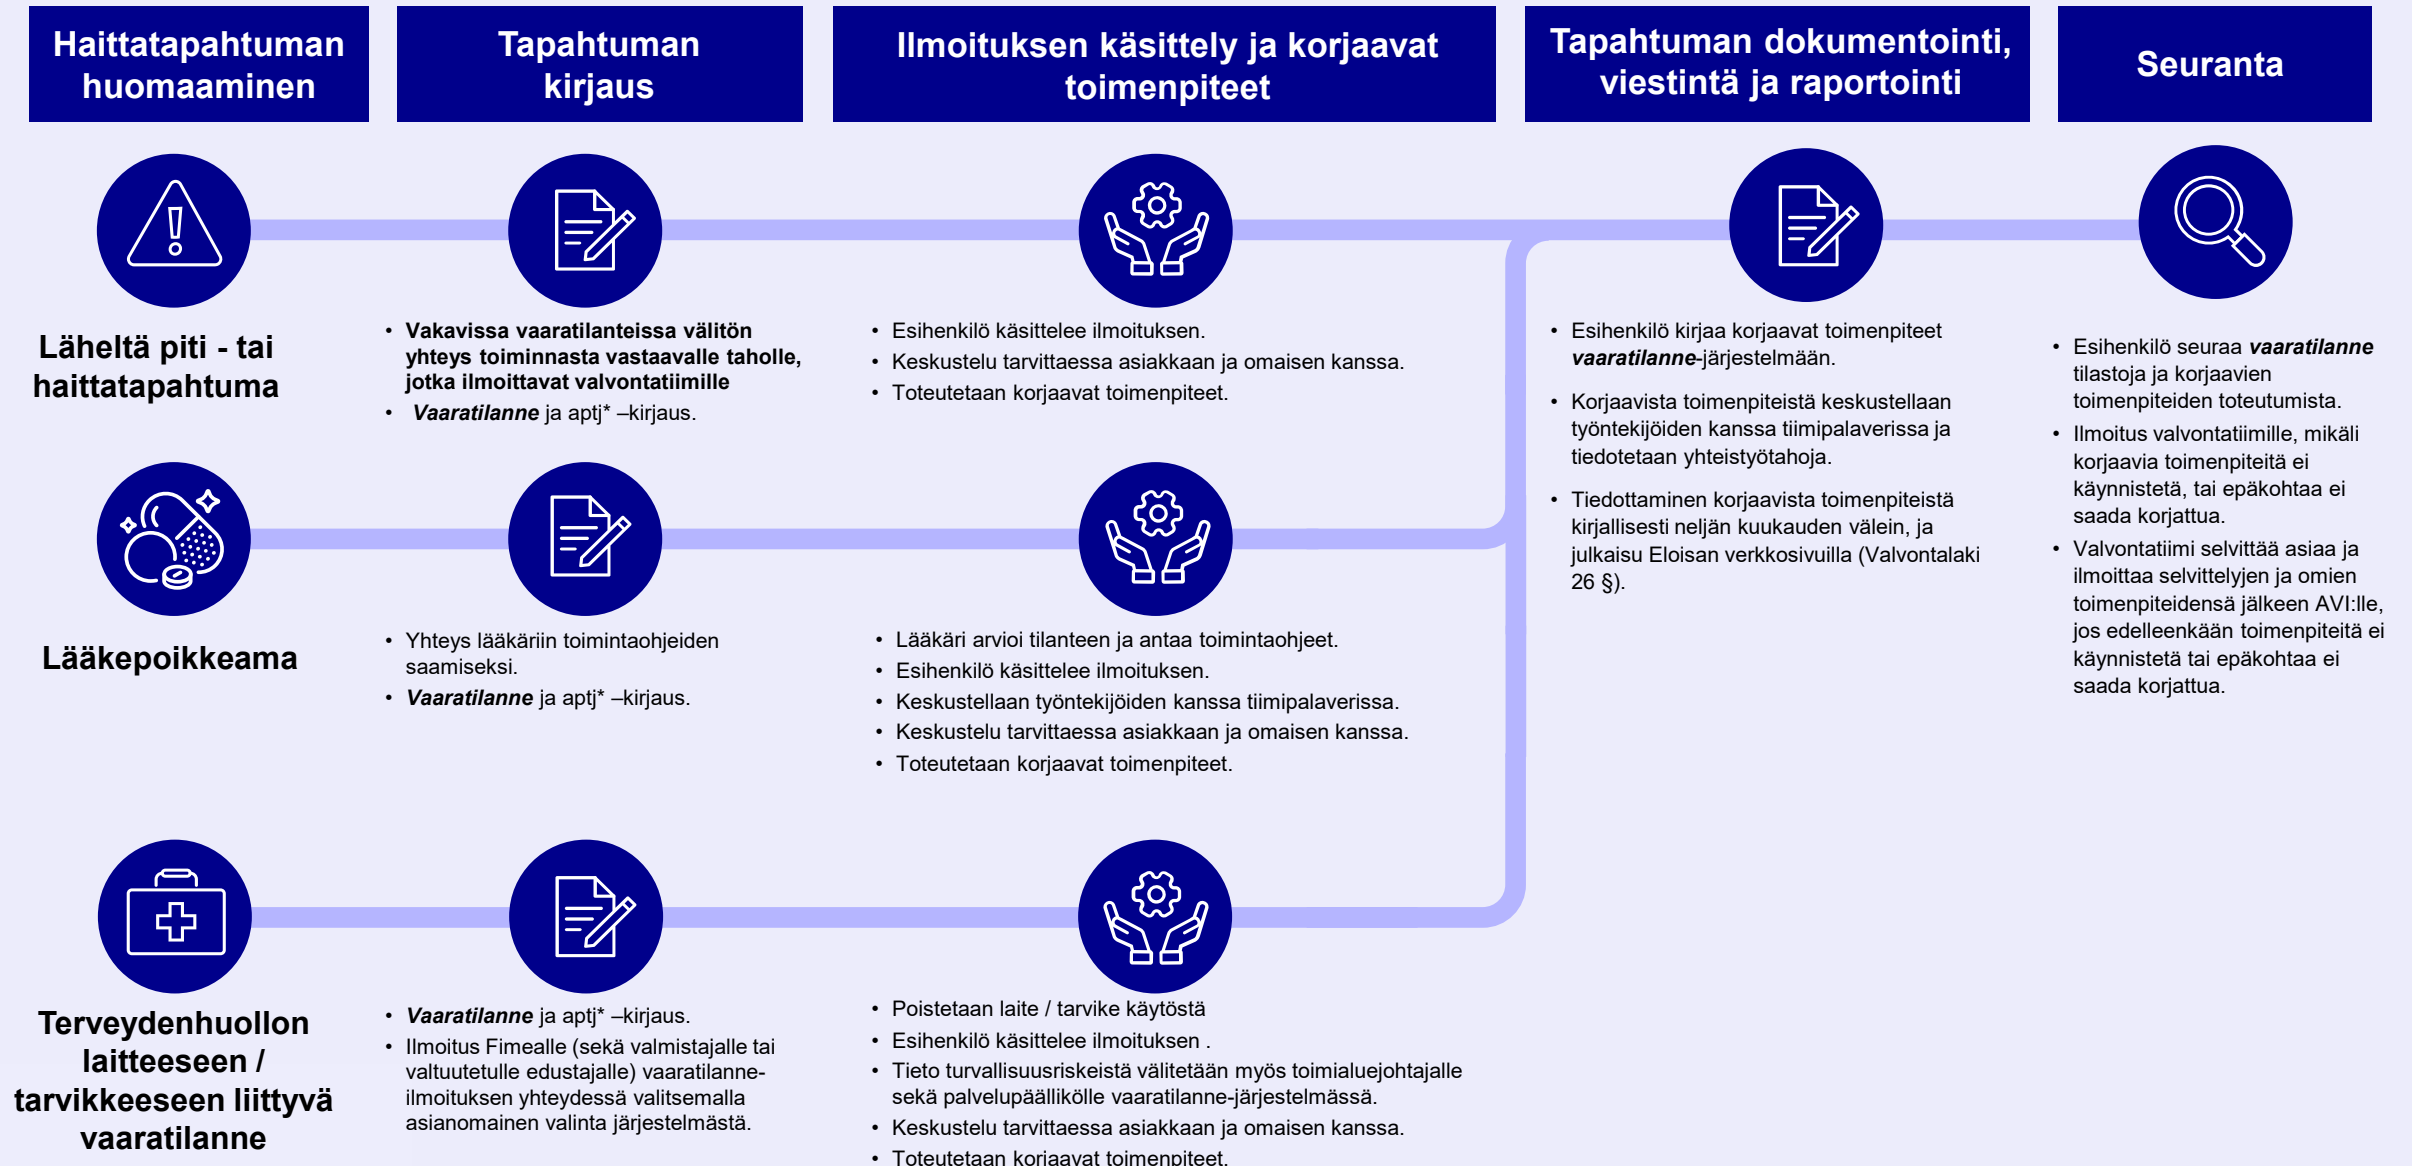 Haittatapahtuman
huomaaminen
Tapahtuman
kirjaus
Ilmoituksen käsittely ja korjaavat
toimenpiteet
Tapahtuman dokumentointi,
viestintä ja raportointi
Seuranta
Läheltä piti - tai
haittatapahtuma
• Vakavissa vaaratilanteissa välitön
yhteys toiminnasta vastaavalle taholle,
jotka ilmoittavat valvontatiimille
• Vaaratilanne ja aptj* –kirjaus.
• Esihenkilö käsittelee ilmoituksen.
• Keskustelu tarvittaessa asiakkaan ja omaisen kanssa.
• Toteutetaan korjaavat toimenpiteet.
• Esihenkilö kirjaa korjaavat toimenpiteet
vaaratilanne-järjestelmään.
• Korjaavista toimenpiteistä keskustellaan
työntekijöiden kanssa tiimipalaverissa ja
tiedotetaan yhteistyötahoja.
• Tiedottaminen korjaavista toimenpiteistä
kirjallisesti neljän kuukauden välein, ja
julkaisu Eloisan verkkosivuilla (Valvontalaki
26 §).
• Esihenkilö seuraa vaaratilanne
tilastoja ja korjaavien
toimenpiteiden toteutumista.
• Ilmoitus valvontatiimille, mikäli
korjaavia toimenpiteitä ei
käynnistetä, tai epäkohtaa ei
saada korjattua.
• Valvontatiimi selvittää asiaa ja
ilmoittaa selvittelyjen ja omien
toimenpiteidensä jälkeen AVI:lle,
jos edelleenkään toimenpiteitä ei
käynnistetä tai epäkohtaa ei
saada korjattua.
Lääkepoikkeama
• Yhteys lääkäriin toimintaohjeiden
saamiseksi.
• Vaaratilanne ja aptj* –kirjaus.
• Lääkäri arvioi tilanteen ja antaa toimintaohjeet.
• Esihenkilö käsittelee ilmoituksen.
• Keskustellaan työntekijöiden kanssa tiimipalaverissa.
• Keskustelu tarvittaessa asiakkaan ja omaisen kanssa.
• Toteutetaan korjaavat toimenpiteet.
Terveydenhuollon
laitteeseen /
tarvikkeeseen liittyvä
vaaratilanne
• Vaaratilanne ja aptj* –kirjaus.
• Ilmoitus Fimealle (sekä valmistajalle tai
valtuutetulle edustajalle) vaaratilanne-
ilmoituksen yhteydessä valitsemalla
asianomainen valinta järjestelmästä.
• Poistetaan laite / tarvike käytöstä
• Esihenkilö käsittelee ilmoituksen .
• Tieto turvallisuusriskeistä välitetään myös toimialuejohtajalle
sekä palvelupäällikölle vaaratilanne-järjestelmässä.
• Keskustelu tarvittaessa asiakkaan ja omaisen kanssa.
• Toteutetaan korjaavat toimenpiteet.